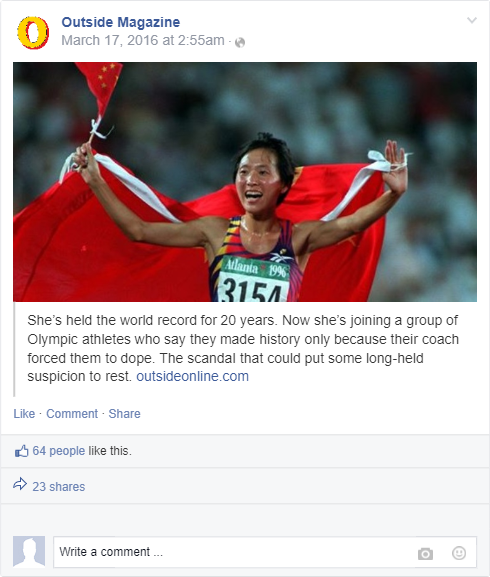 Outside Magazine
March 17, 2016 at 2:55am ·
Atlanta 1996
3154
She's held the world record for 20 years. Now she's joining a group of
Olympic athletes who say they made history only because their coach
forced them to dope. The scandal that could put some long-held
suspicion to rest. outsideonline.com
Like · Comment · Share
64 people like this.
23 shares
Write a comment ...